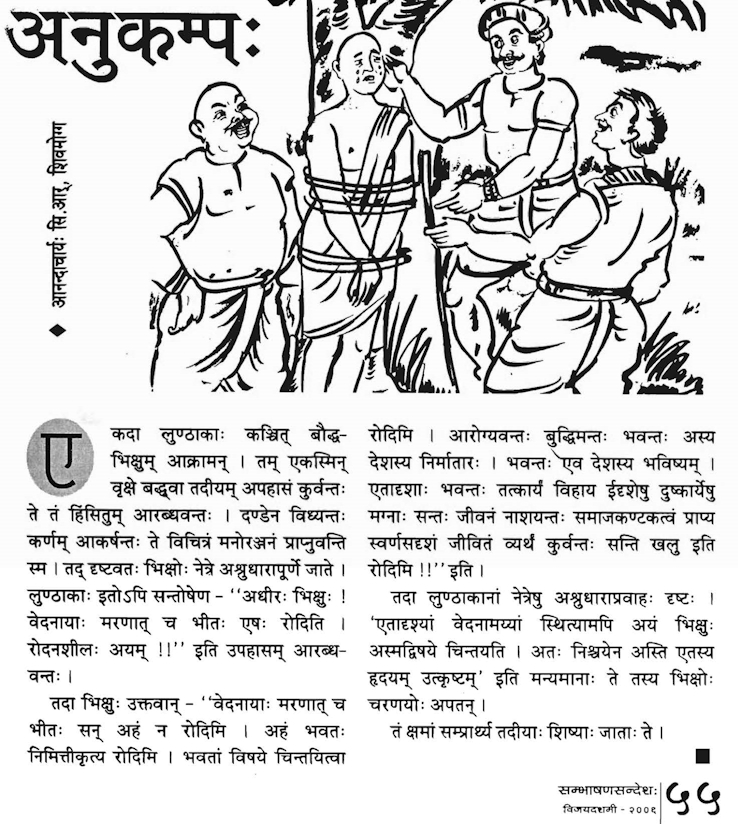 अनुकम्पः
आनन्दाचार्यः सि.आर्, शिवमोग
एकदा लुण्ठाकाः कञ्चित् बौद्ध-
भिक्षुम् आक्रामन् । तम् एकस्मिन्
वृक्षे बद्ध्वा तदीयम् अपहासं कुर्वन्तः
ते तं हिंसितुम् आरब्धवन्तः । दण्डेन विध्यन्तः
कर्णम् आकर्षन्तः ते विचित्रं मनोरञ्जनं प्राप्नुवन्ति
स्म । तद् दृष्टवतः भिक्षोः नेत्रे अश्रुधारापूर्णे जाते ।
लुण्ठाकाः इतोऽपि सन्तोषेण - ‘‘अधीरः भिक्षुः !
वेदनायाः मरणात् च भीतः एषः रोदिति ।
रोदनशीलः अयम् !!’’ इति उपहासम् आरब्ध-
वन्तः ।
तदा भिक्षुः उक्तवान् - ‘‘वेदनायाः मरणात् च
भीतः सन् अहं न रोदिमि । अहं भवतः
निमित्तीकृत्य रोदिमि । भवतां विषये चिन्तयित्वा
रोदिमि । आरोग्यवन्तः बुद्धिमन्तः भवन्तः अस्य
देशस्य निर्मातारः । भवन्तः एव देशस्य भविष्यम् ।
एतादृशाः भवन्तः तत्कार्यं विहाय ईदृशेषु दुष्कार्येषु
मग्नाः सन्तः जीवनं नाशयन्तः समाजकण्टकत्वं प्राप्य
स्वर्णसदृशं जीवितं व्यर्थं कुर्वन्तः सन्ति खलु इति
रोदिमि !!’’ इति ।
तदा लुण्ठाकानां नेत्रेषु अश्रुधाराप्रवाहः दृष्टः ।
‘एतादृश्यां वेदनामय्यां स्थित्यामपि अयं भिक्षुः
अस्मद्विषये चिन्तयति । अतः निश्चयेन अस्ति एतस्य
हृदयम् उत्कृष्टम्’ इति मन्यमानाः ते तस्य भिक्षोः
चरणयोः अपतन् ।
तं क्षमां सम्प्रार्थ्य तदीयाः शिष्याः जाताः ते ।
सम्भाषणसन्देशः
विजयदशमी - २००६
५५